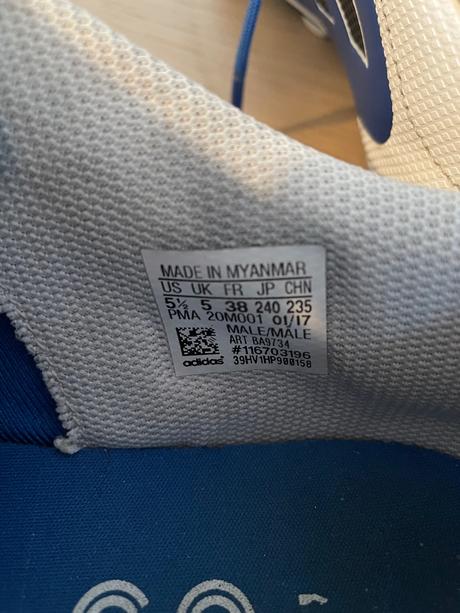 MADE IN MYANMAR
US UK FR JP CHN
5½ 5 38 240 235
PMA 20M001 01/17
MALE/MALE
ART BA9734
#116703196
adidas 39HV1HP900150